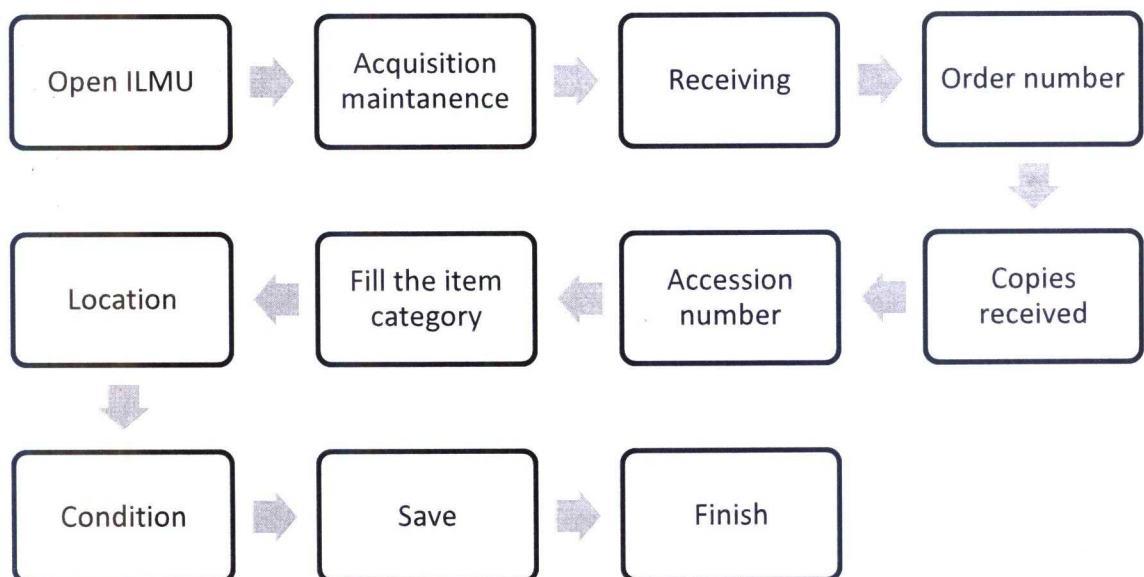 Open ILMU
Acquisition
maintanence
Receiving
Order number
Copies
received
Accession
number
Fill the item
category
Location
Condition
Save
Finish